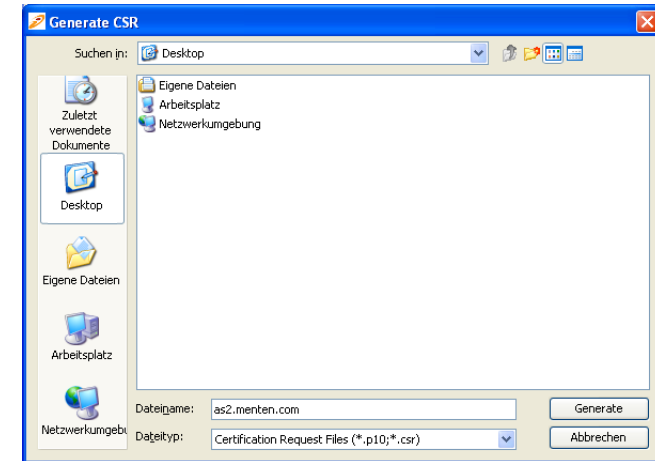 Generate CSR
Suchen in:
Desktop
Zuletzt
verwendete
Dokumente
Desktop
Eigene Dateien
Arbeitsplatz
Netzwerkumgebu
Eigene Dateien
Arbeitsplatz
Netzwerkumgebung
Dateiname:
as2.menten.com
Generate
Dateityp:
Certification Request Files (*.p10;*.csr)
Abbrechen